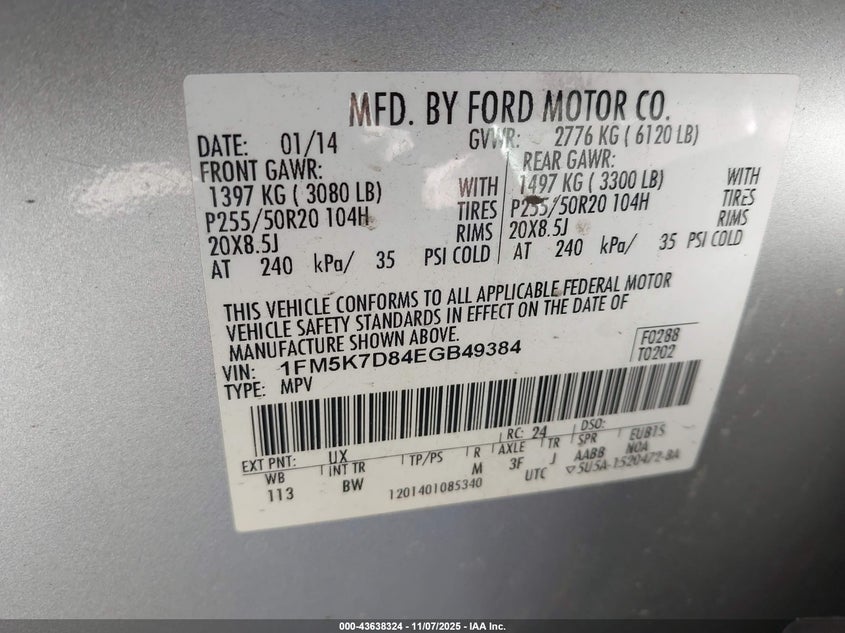 MFD. BY FORD MOTOR CO.
DATE: 01/14 GVWR: 2776 KG ( 6120 LB)
FRONT GAWR: REAR GAWR:
1397 KG ( 3080 LB) WITH 1497 KG ( 3300 LB) WITH
P255/50R20 104H TIRES P255/50R20 104H TIRES
20X8.5J RIMS 20X8.5J RIMS
AT 240 kPa/ 35 PSI COLD AT 240 kPa/ 35 PSI COLD
THIS VEHICLE CONFORMS TO ALL APPLICABLE FEDERAL MOTOR
VEHICLE SAFETY STANDARDS IN EFFECT ON THE DATE OF
MANUFACTURE SHOWN ABOVE.
VIN: 1FM5K7D84EGB49384 F0288
TYPE: MPV T0202
EXT PNT: UX RC: 24 DSO:
WB INT TR TP/PS R AXLE TR SPR EUB1S
113 BW M 3F J AABB NOA
1201401085340 UTC 5U5A-1520472-BA
000-43638324 — 11/07/2025 — IAA Inc.